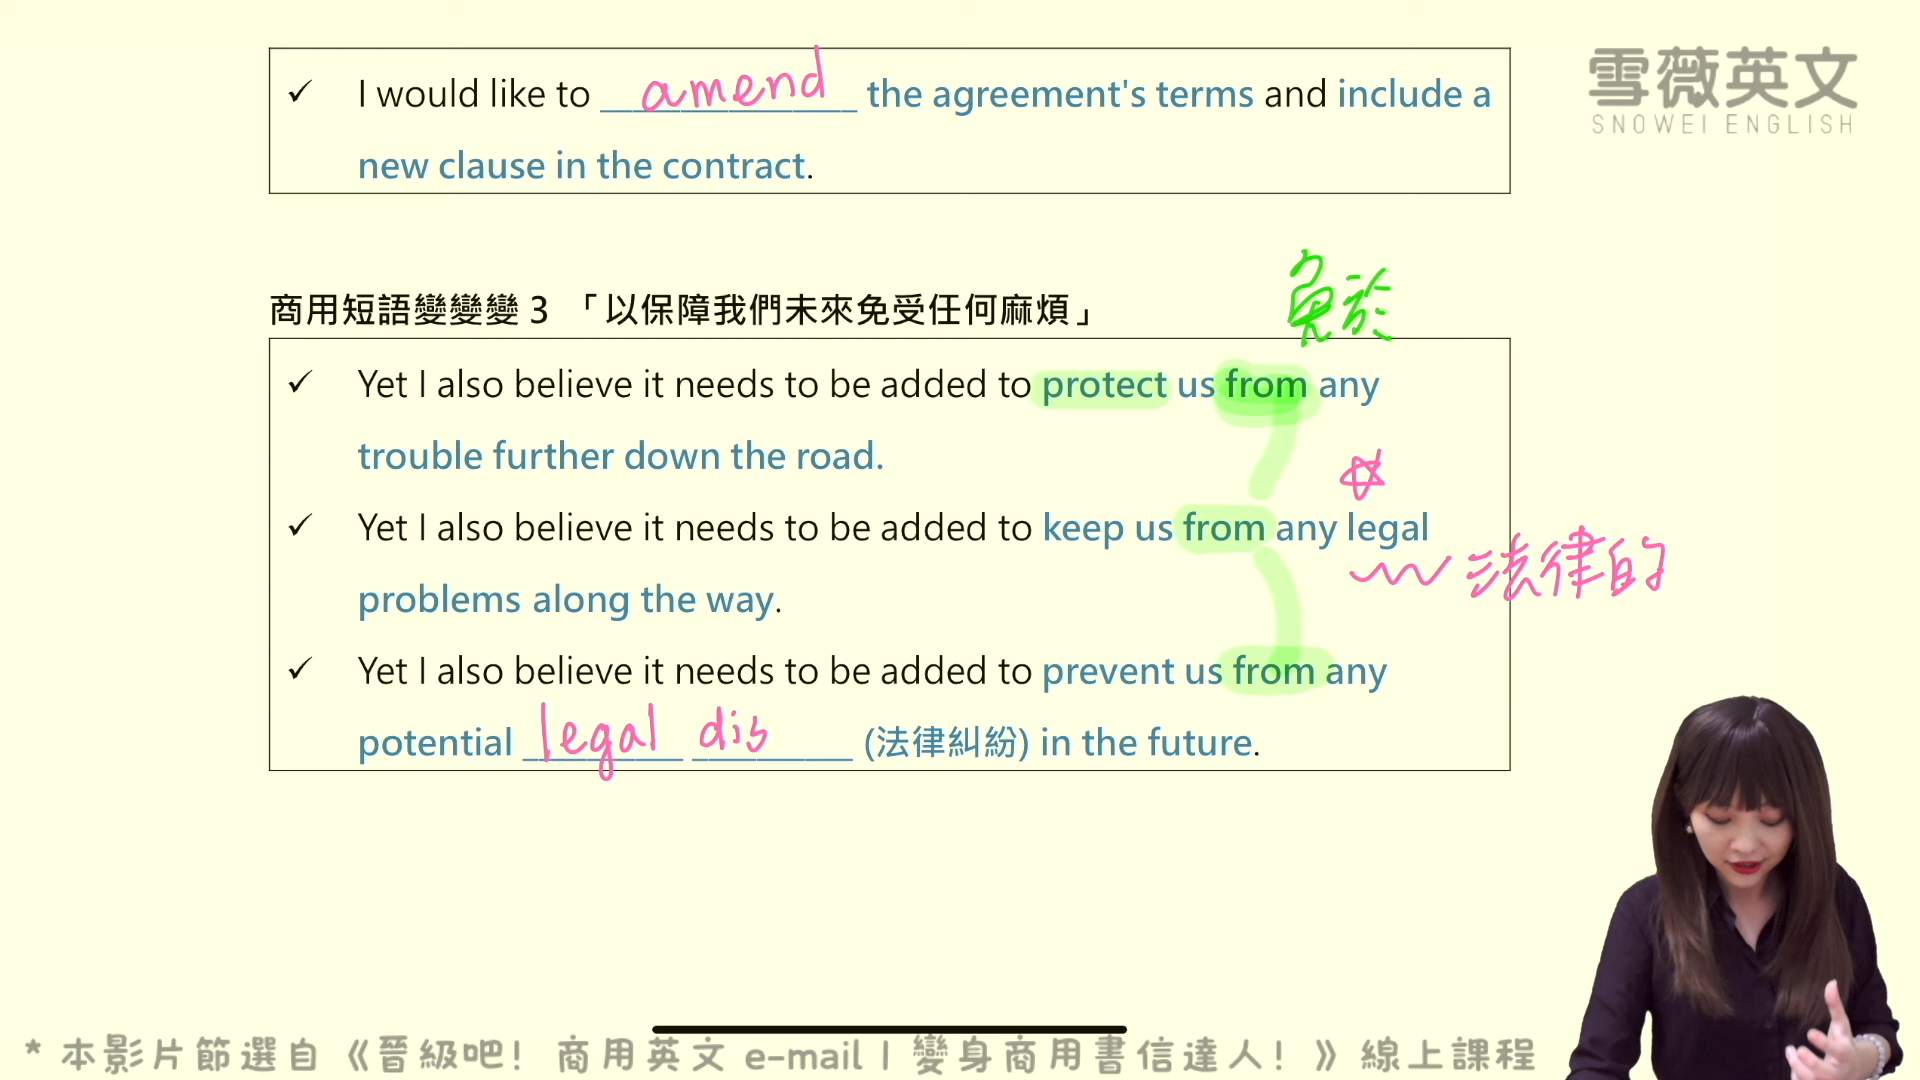 ✓ I would like to amend the agreement's terms and include a
new clause in the contract.
雪薇英文
SNOWEI ENGLISH
商用短語變變變 3 「以保障我們未來免受任何麻煩」
免於
✓ Yet I also believe it needs to be added to protect us from any
trouble further down the road.
✓ Yet I also believe it needs to be added to keep us from any legal
法律的
problems along the way.
✓ Yet I also believe it needs to be added to prevent us from any
potential legal dis (法律糾紛) in the future.
* 本影片節選自《晉級吧! 商用英文 e-mail | 變身商用書信達人! 》線上課程